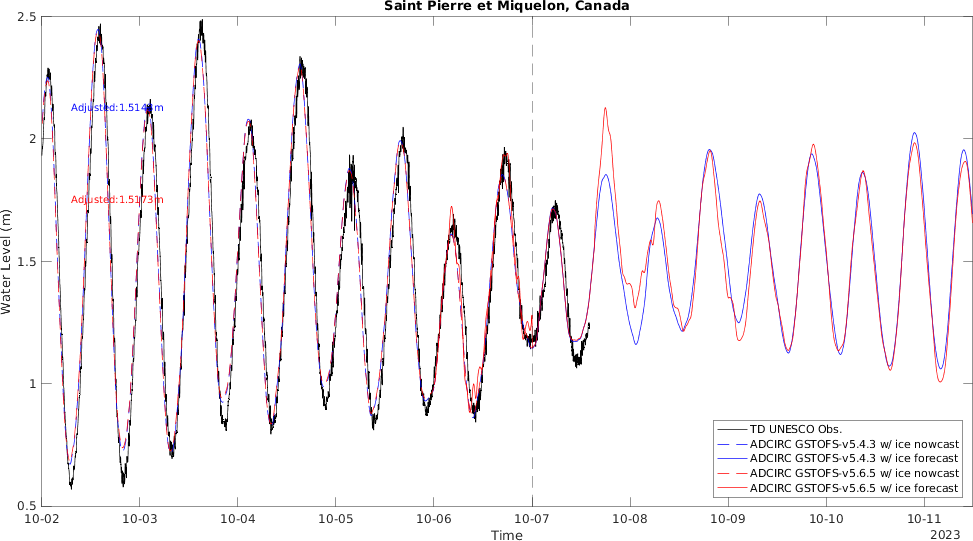 Saint Pierre et Miquelon, Canada
2.5
2
1.5
1
0.5
Water Level (m)
Adjusted:1.5173m
10-02
10-03
10-04
10-05
10-06
10-07
10-08
10-09
10-10
10-11
Time
2023
TD UNESCO Obs.
ADCIRC GSTOFS-v5.4.3 w/ ice nowcast
ADCIRC GSTOFS-v5.4.3 w/ ice forecast
ADCIRC GSTOFS-v5.6.5 w/ ice nowcast
ADCIRC GSTOFS-v5.6.5 w/ ice forecast